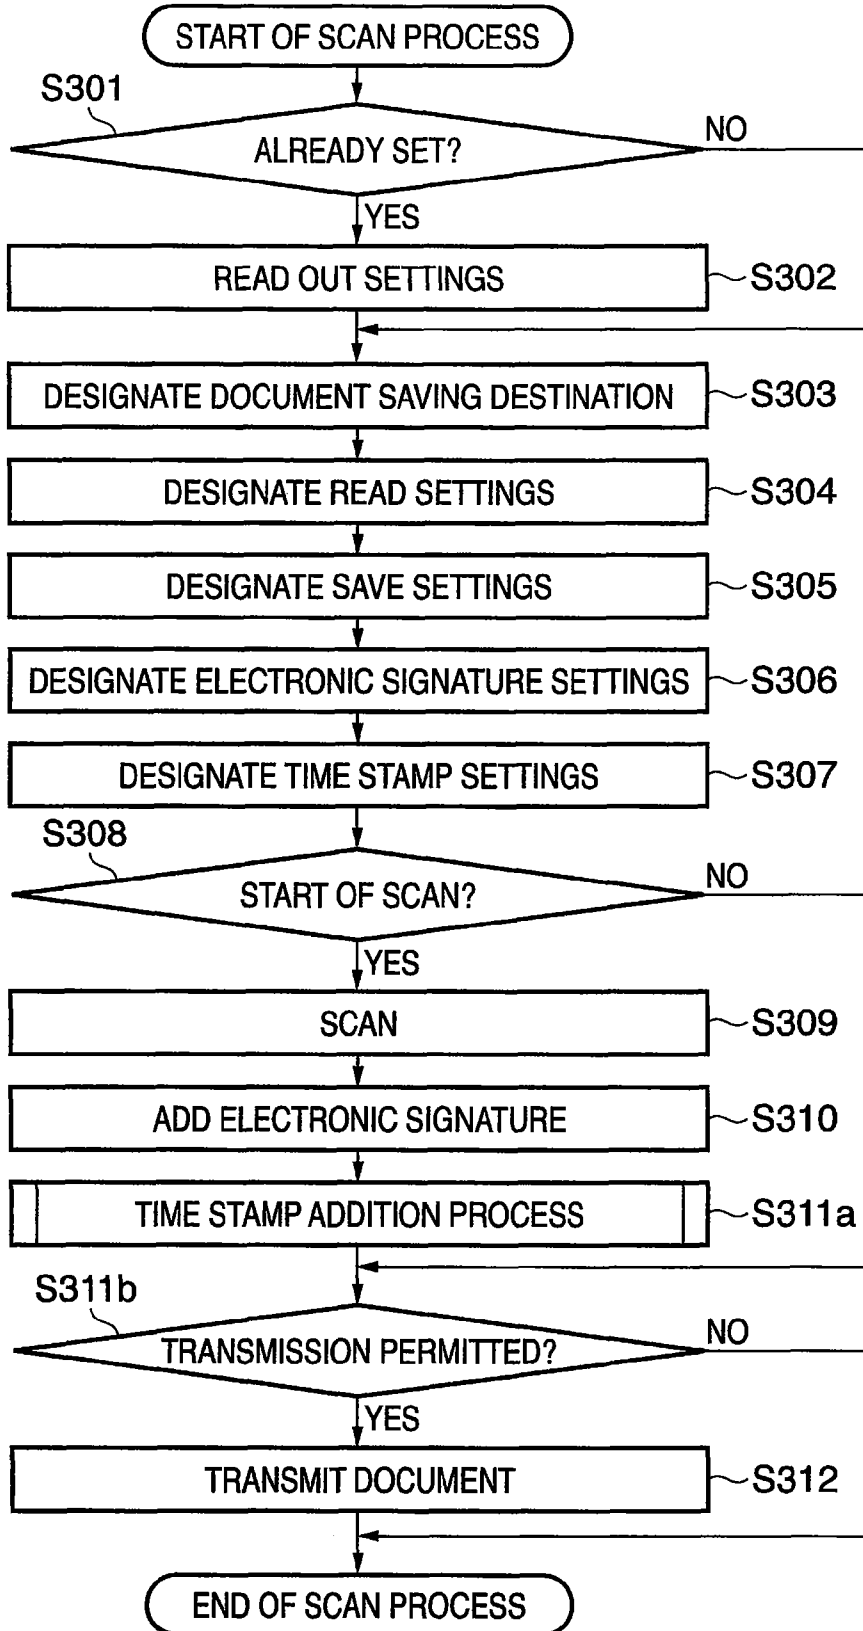 START OF SCAN PROCESS
S301
ALREADY SET?
NO
YES
READ OUT SETTINGS
S302
DESIGNATE DOCUMENT SAVING DESTINATION
S303
DESIGNATE READ SETTINGS
S304
DESIGNATE SAVE SETTINGS
S305
DESIGNATE ELECTRONIC SIGNATURE SETTINGS
S306
DESIGNATE TIME STAMP SETTINGS
S307
S308
START OF SCAN?
NO
YES
SCAN
S309
ADD ELECTRONIC SIGNATURE
S310
TIME STAMP ADDITION PROCESS
S311a
S311b
TRANSMISSION PERMITTED?
NO
YES
TRANSMIT DOCUMENT
S312
END OF SCAN PROCESS